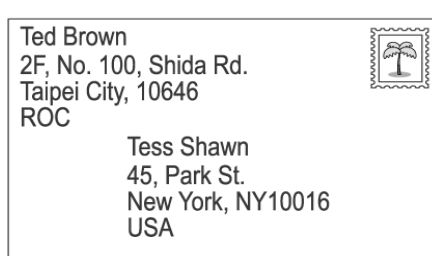 Ted Brown
2F, No. 100, Shida Rd.
Taipei City, 10646
ROC
Tess Shawn
45, Park St.
New York, NY10016
USA